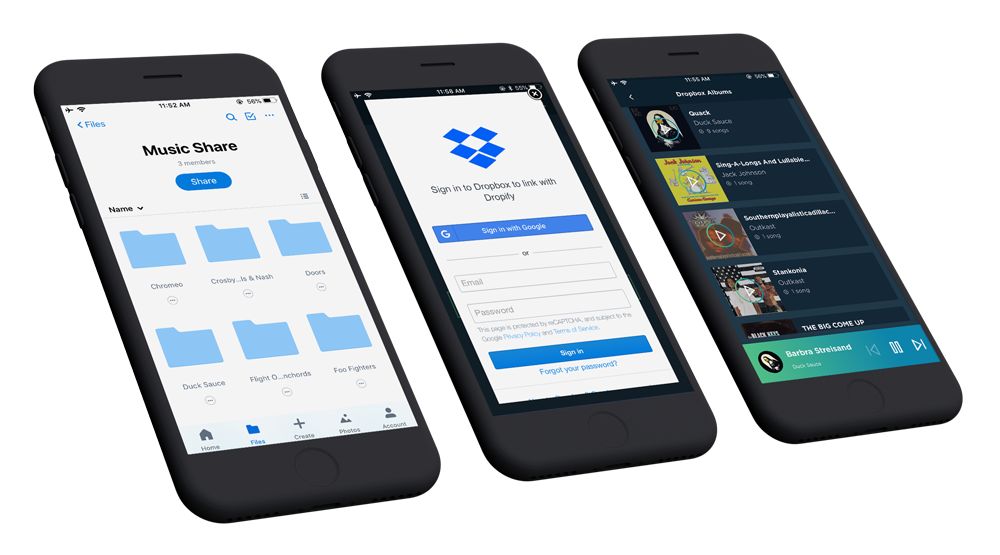 11:52 AM
56%
Files
Music Share
3 members
Share
Name
Chromeo
Crosby...ls & Nash
Doors
Duck Sauce
Flight O...nchords
Foo Fighters
Home
Files
Create
Photos
Account
11:58 AM
55%
Sign in to Dropbox to link with
Dropify
G
Sign in with Google
or
Email
Password
This page is protected by reCAPTCHA, and subject to the
Google Privacy Policy and Terms of Service.
Sign in
Forgot your password?
11:55 AM
56%
Dropbox Albums
Quack
Duck Sauce
9 songs
Jack Johnson
Sing-A-Longs And Lullabie...
Jack Johnson
1 song
Southernplayalisticadillac...
Outkast
1 song
Stankonia
Outkast
1 song
BLACK KEYS
THE BIG COME UP
Barbra Streisand
Duck Sauce